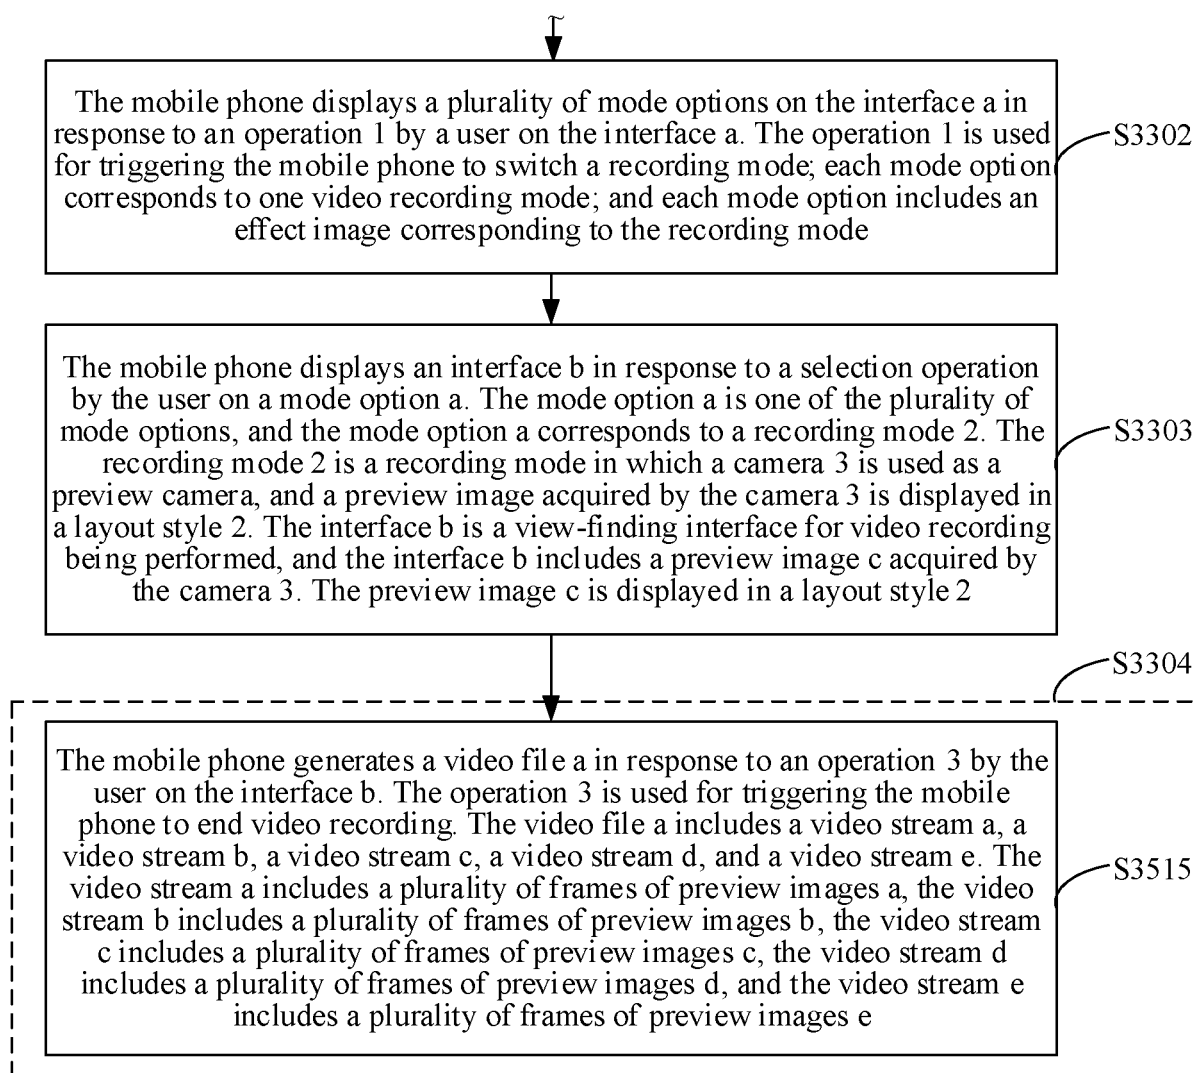 The mobile phone displays a plurality of mode options on the interface a in
response to an operation 1 by a user on the interface a. The operation 1 is used
for triggering the mobile phone to switch a recording mode; each mode option
corresponds to one video recording mode; and each mode option includes an
effect image corresponding to the recording mode
S3302
The mobile phone displays an interface b in response to a selection operation
by the user on a mode option a. The mode option a is one of the plurality of
mode options, and the mode option a corresponds to a recording mode 2. The
recording mode 2 is a recording mode in which a camera 3 is used as a
preview camera, and a preview image acquired by the camera 3 is displayed in
a layout style 2. The interface b is a view-finding interface for video recording
being performed, and the interface b includes a preview image c acquired by
the camera 3. The preview image c is displayed in a layout style 2
S3303
S3304
The mobile phone generates a video file a in response to an operation 3 by the
user on the interface b. The operation 3 is used for triggering the mobile
phone to end video recording. The video file a includes a video stream a, a
video stream b, a video stream c, a video stream d, and a video stream e. The
video stream a includes a plurality of frames of preview images a, the video
stream b includes a plurality of frames of preview images b, the video stream
c includes a plurality of frames of preview images c, the video stream d
includes a plurality of frames of preview images d, and the video stream e
includes a plurality of frames of preview images e
S3515